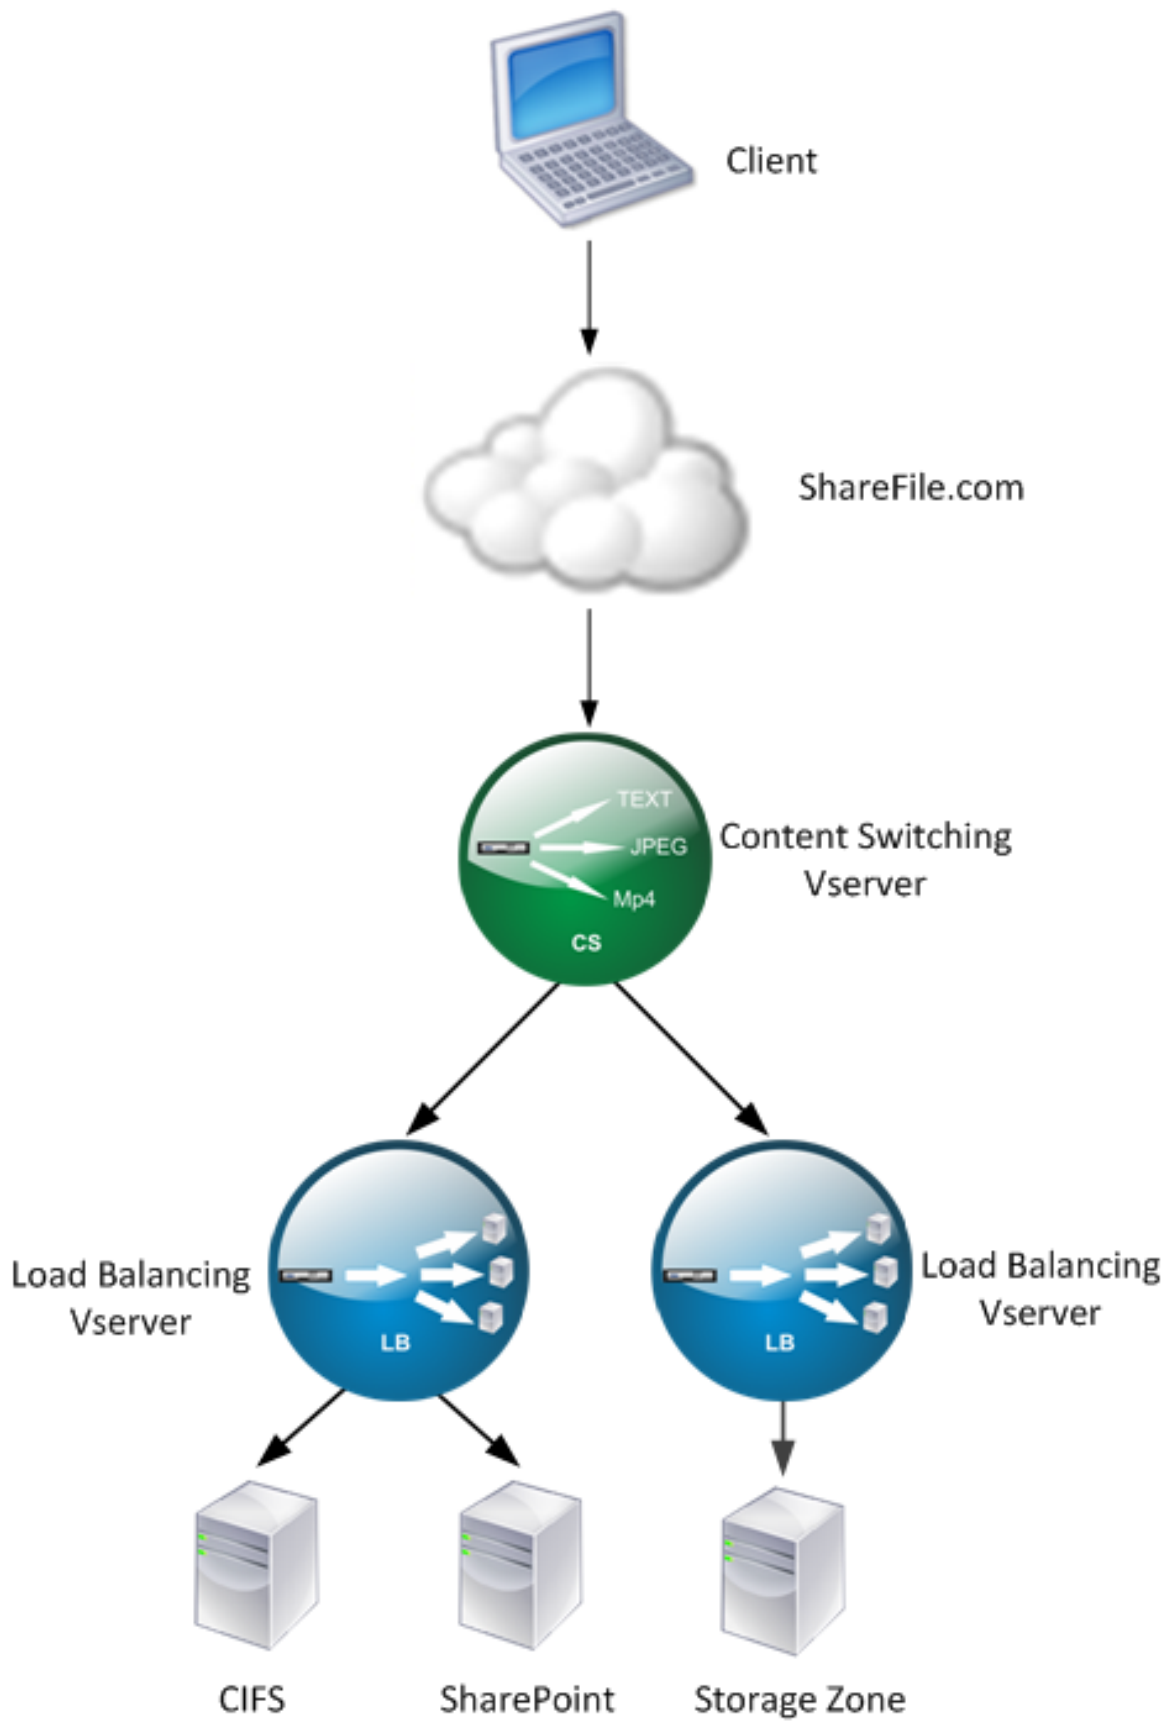 Client
ShareFile.com
TEXT
JPEG
Mp4
CS
Content Switching
Vserver
Load Balancing
Vserver
LB
LB
Load Balancing
Vserver
CIFS
SharePoint
Storage Zone